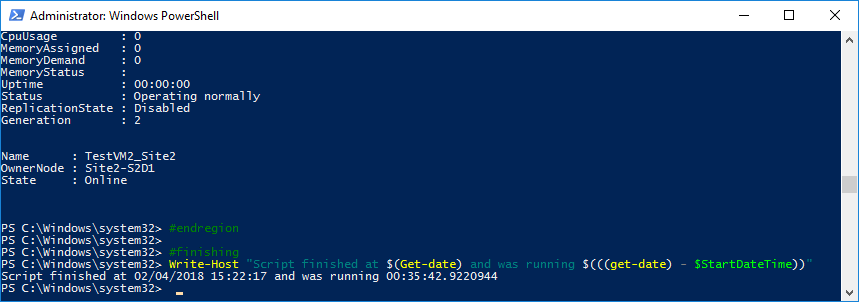 Administrator: Windows PowerShell
CpuUsage : 0
MemoryAssigned : 0
MemoryDemand : 0
MemoryStatus :
Uptime : 00:00:00
Status : Operating normally
ReplicationState : Disabled
Generation : 2
Name : TestVM2_Site2
OwnerNode : Site2-S2D1
State : Online
PS C:\Windows\system32> #endregion
PS C:\Windows\system32>
PS C:\Windows\system32> #finishing
PS C:\Windows\system32> Write-Host "Script finished at $(Get-date) and was running $(((get-date) - $StartDateTime))"
Script finished at 02/04/2018 15:22:17 and was running 00:35:42.9220944
PS C:\Windows\system32> _